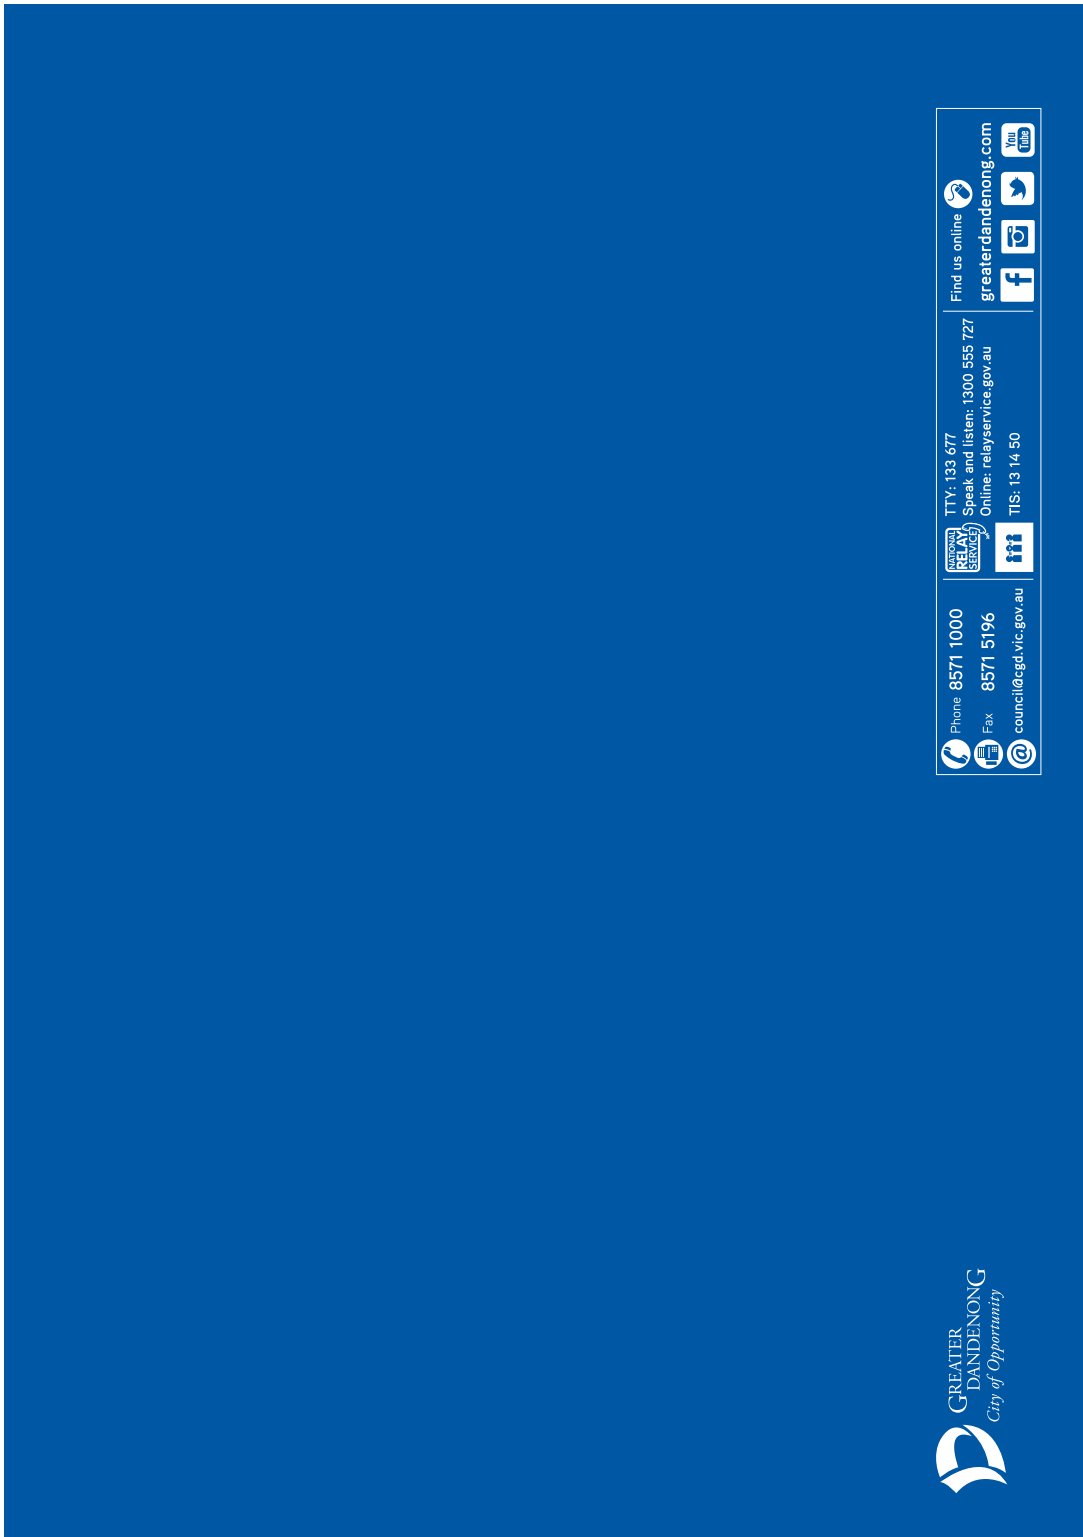 GREATER
DANDENONG
City of Opportunity
Phone 8571 1000
Fax 8571 5196
@ council@cgd.vic.gov.au
NATIONAL
RELAY
SERVICE
TTY: 133 677
Speak and listen: 1300 555 727
Online: relayservice.gov.au
TIS: 13 14 50
Find us online
greaterdandenong.com
f
You
Tube